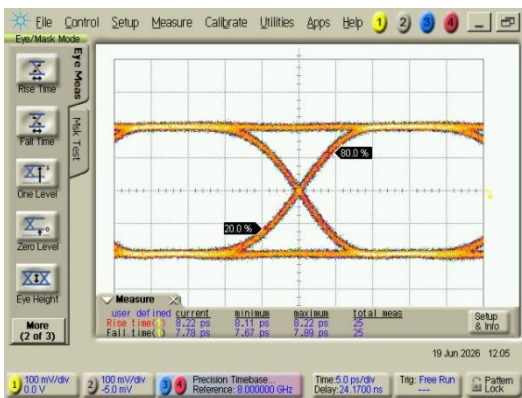 File Control Setup Measure Calibrate Utilities Apps Help 1 2 3 4
Eye/Mask Mode
Eye Meas
Msk Test
Rise Time
Fall Time
One Level
Zero Level
Eye Height
More
(2 of 3)
80.0 %
20.0 %
Measure
user defined current minimum maximum total meas
Rise time(1) 8.22 ps 8.11 ps 8.22 ps 25
Fall time(1) 7.78 ps 7.67 ps 7.89 ps 25
Setup
& Info
19 Jun 2026 12:05
1 100 mV/div
0.0 V
2 100 mV/div
-5.0 mV
3 4 Precision Timebase...
Reference: 8.000000 GHz
Time:5.0 ps/div
Delay:24.1700 ns
Trig: Free Run
---
Pattern
Lock